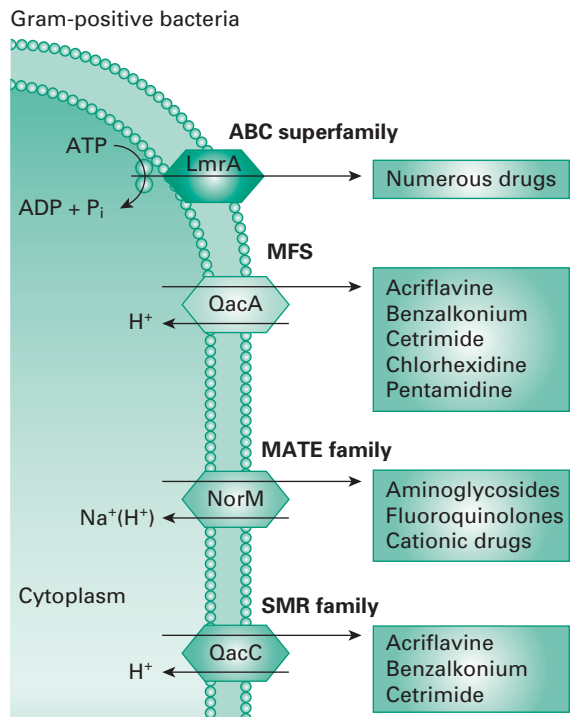 Gram-positive bacteria
ABC superfamily
ATP
LmrA
Numerous drugs
ADP + Pi
MFS
QacA
H+
Acriflavine
Benzalkonium
Cetrimide
Chlorhexidine
Pentamidine
MATE family
NorM
Na+(H+)
Aminoglycosides
Fluoroquinolones
Cationic drugs
Cytoplasm
SMR family
QacC
H+
Acriflavine
Benzalkonium
Cetrimide